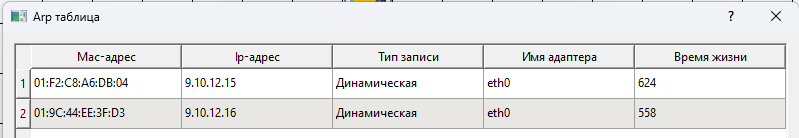 Arp таблица
Mac-адрес Ip-адрес Тип записи Имя адаптера Время жизни
1 01:F2:C8:A6:DB:04 9.10.12.15 Динамическая eth0 624
2 01:9C:44:EE:3F:D3 9.10.12.16 Динамическая eth0 558